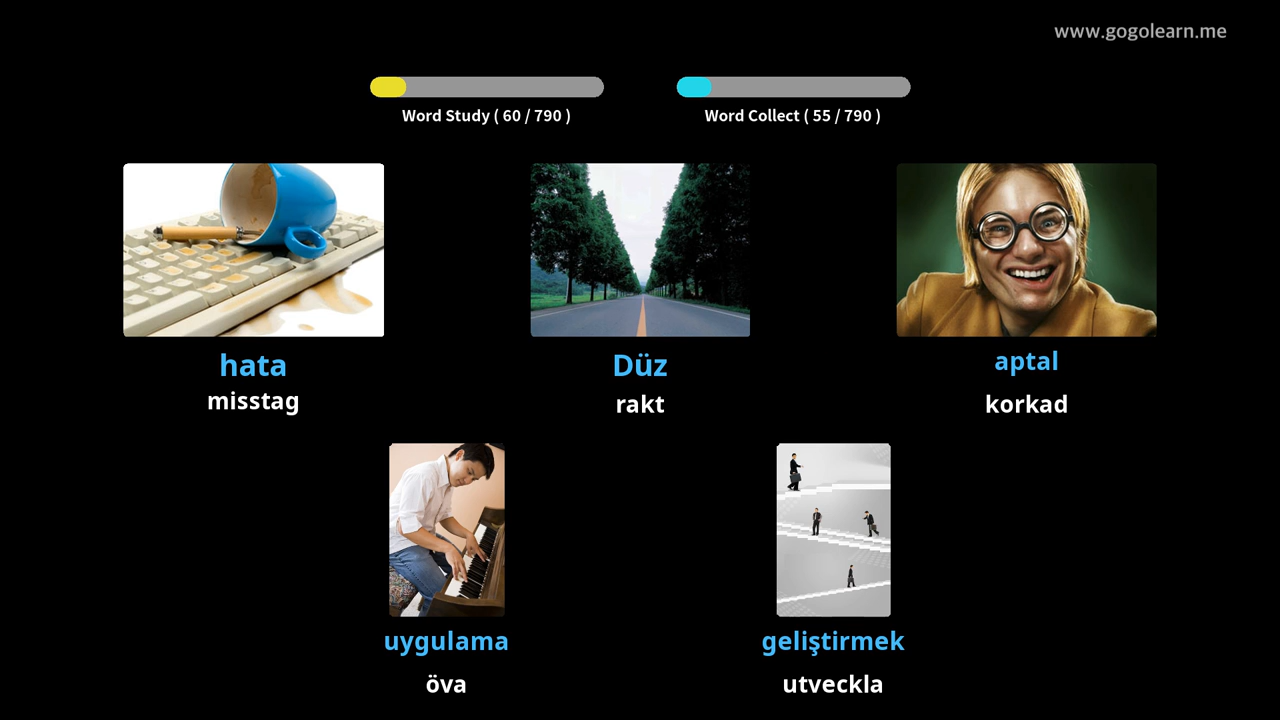 www.gogolearn.me
Word Study ( 60 / 790 )
Word Collect ( 55 / 790 )
hata
misstag
Düz
rakt
aptal
korkad
uygulama
öva
geliştirmek
utveckla